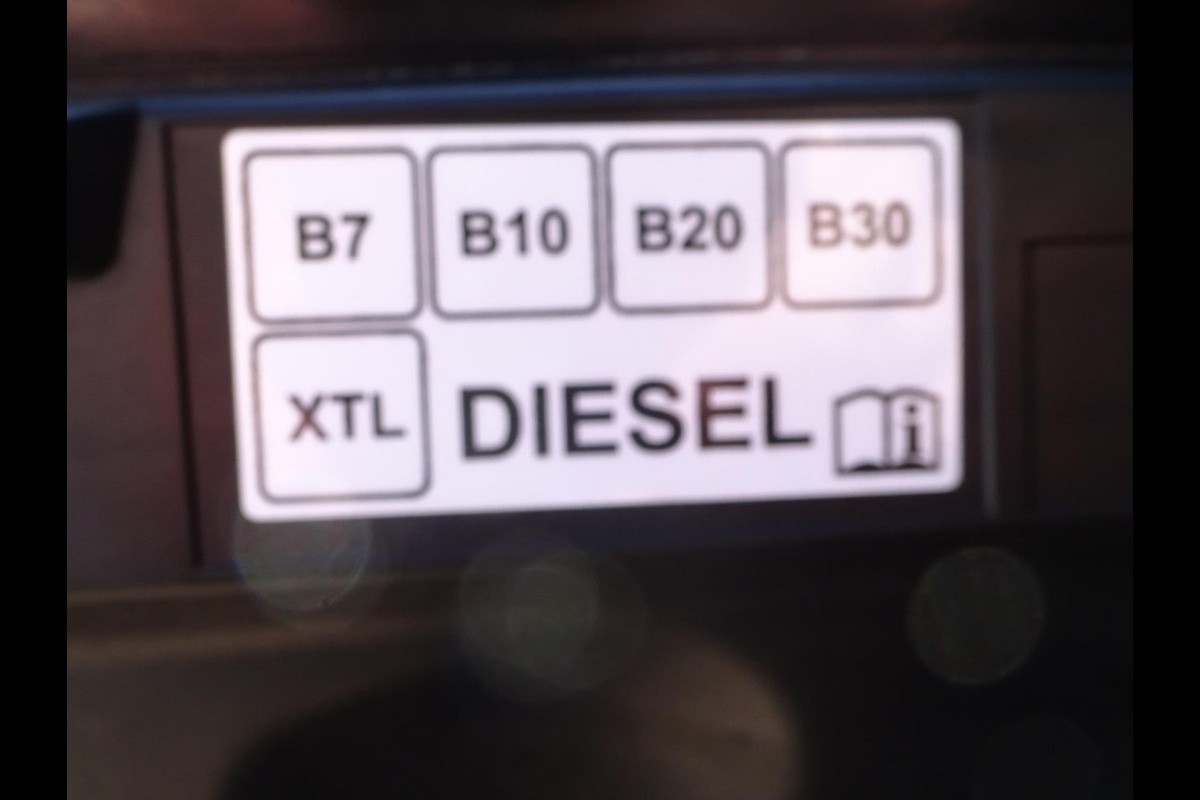 B7 B10 B20 B30
XTL DIESEL i